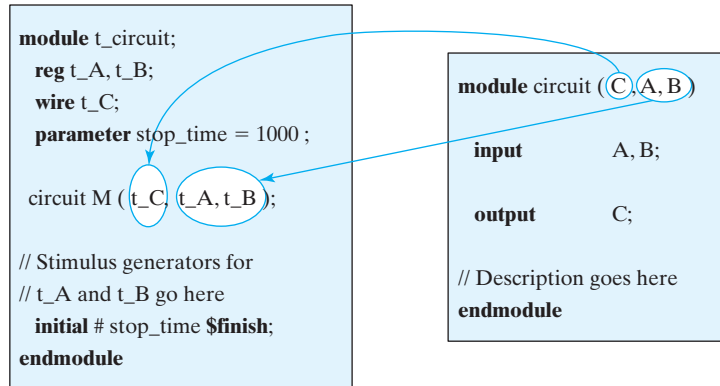 module t_circuit;
reg t_A, t_B;
wire t_C;
parameter stop_time = 1000 ;
circuit M ( t_C, t_A, t_B );
// Stimulus generators for
// t_A and t_B go here
initial # stop_time $finish;
endmodule
module circuit ( C, A, B )
input A, B;
output C;
// Description goes here
endmodule